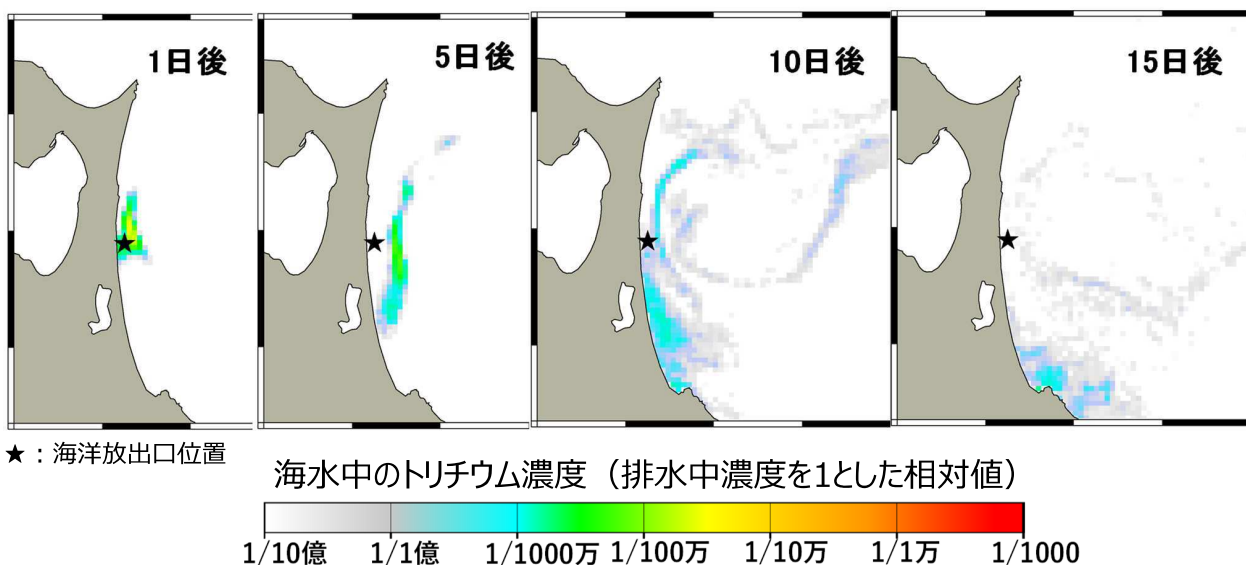 1日後
5日後
10日後
15日後
★：海洋放出口位置
海水中のトリチウム濃度（排水中濃度を1とした相対値）
1/10億 1/1億 1/1000万 1/100万 1/10万 1/1万 1/1000